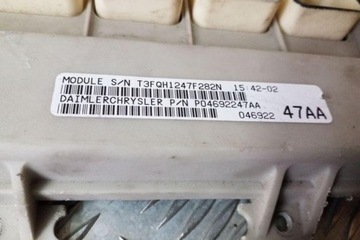 MODULE S/N T3FQH1247F282N 15:42-02
DAIMLERCHRYSLER P/N P04692247AA
046922 47AA